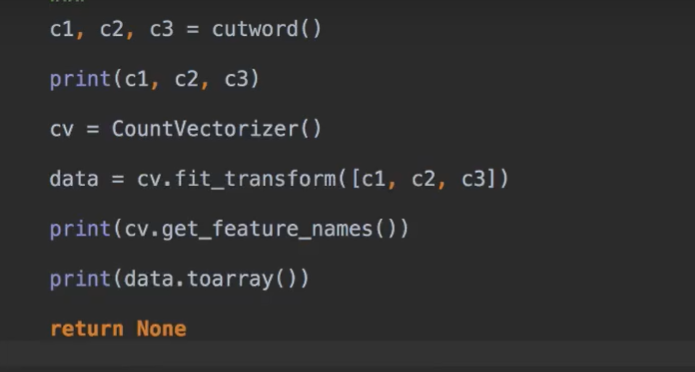 """
c1, c2, c3 = cutword()
print(c1, c2, c3)
cv = CountVectorizer()
data = cv.fit_transform([c1, c2, c3])
print(cv.get_feature_names())
print(data.toarray())
return None